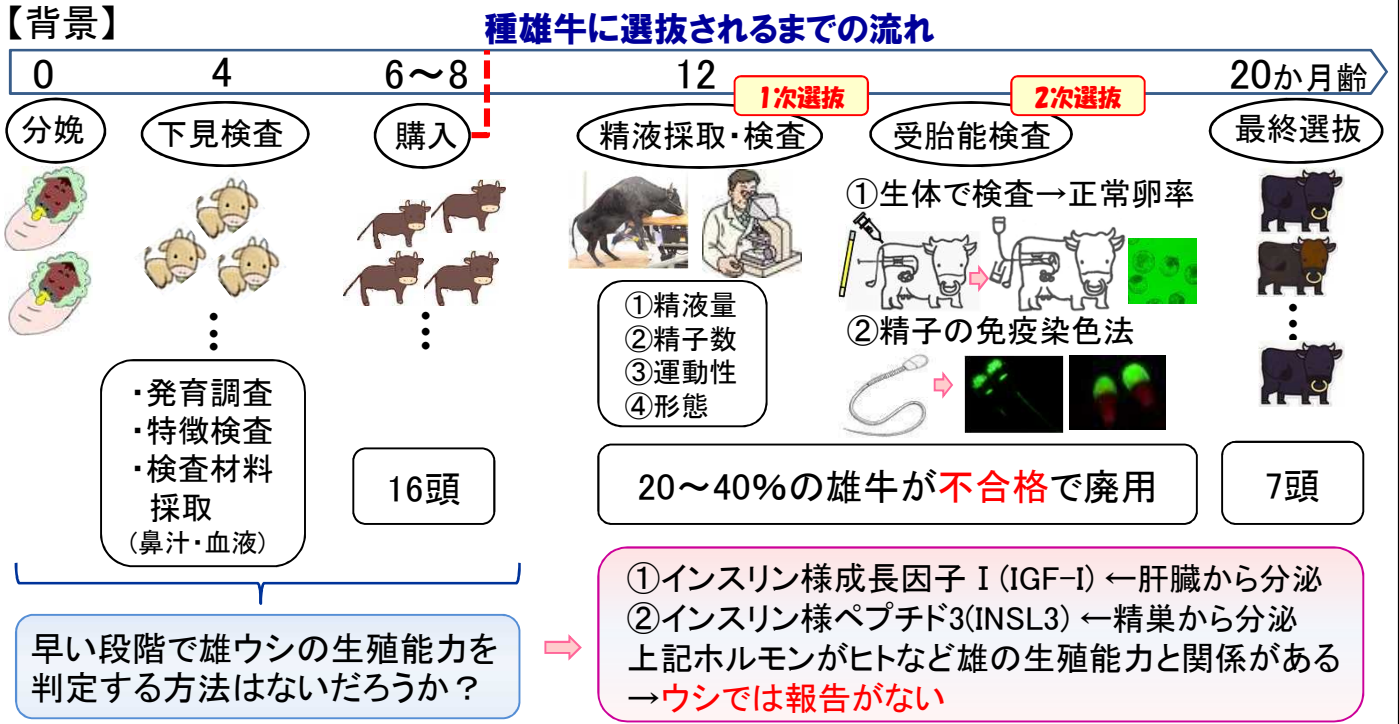 【背景】
種雄牛に選抜されるまでの流れ
0 4 6～8 12 20か月齢
1次選抜 2次選抜
分娩 下見検査 購入 精液採取・検査 受胎能検査 最終選抜
①生体で検査→正常卵率
①精液量
②精子数
③運動性
④形態
②精子の免疫染色法
・発育調査
・特徴検査
・検査材料
採取
(鼻汁・血液)
16頭
20～40%の雄牛が不合格で廃用
7頭
早い段階で雄ウシの生殖能力を
判定する方法はないだろうか？
①インスリン様成長因子Ⅰ(IGF-I) ←肝臓から分泌
②インスリン様ペプチド3(INSL3) ←精巣から分泌
上記ホルモンがヒトなど雄の生殖能力と関係がある
→ウシでは報告がない